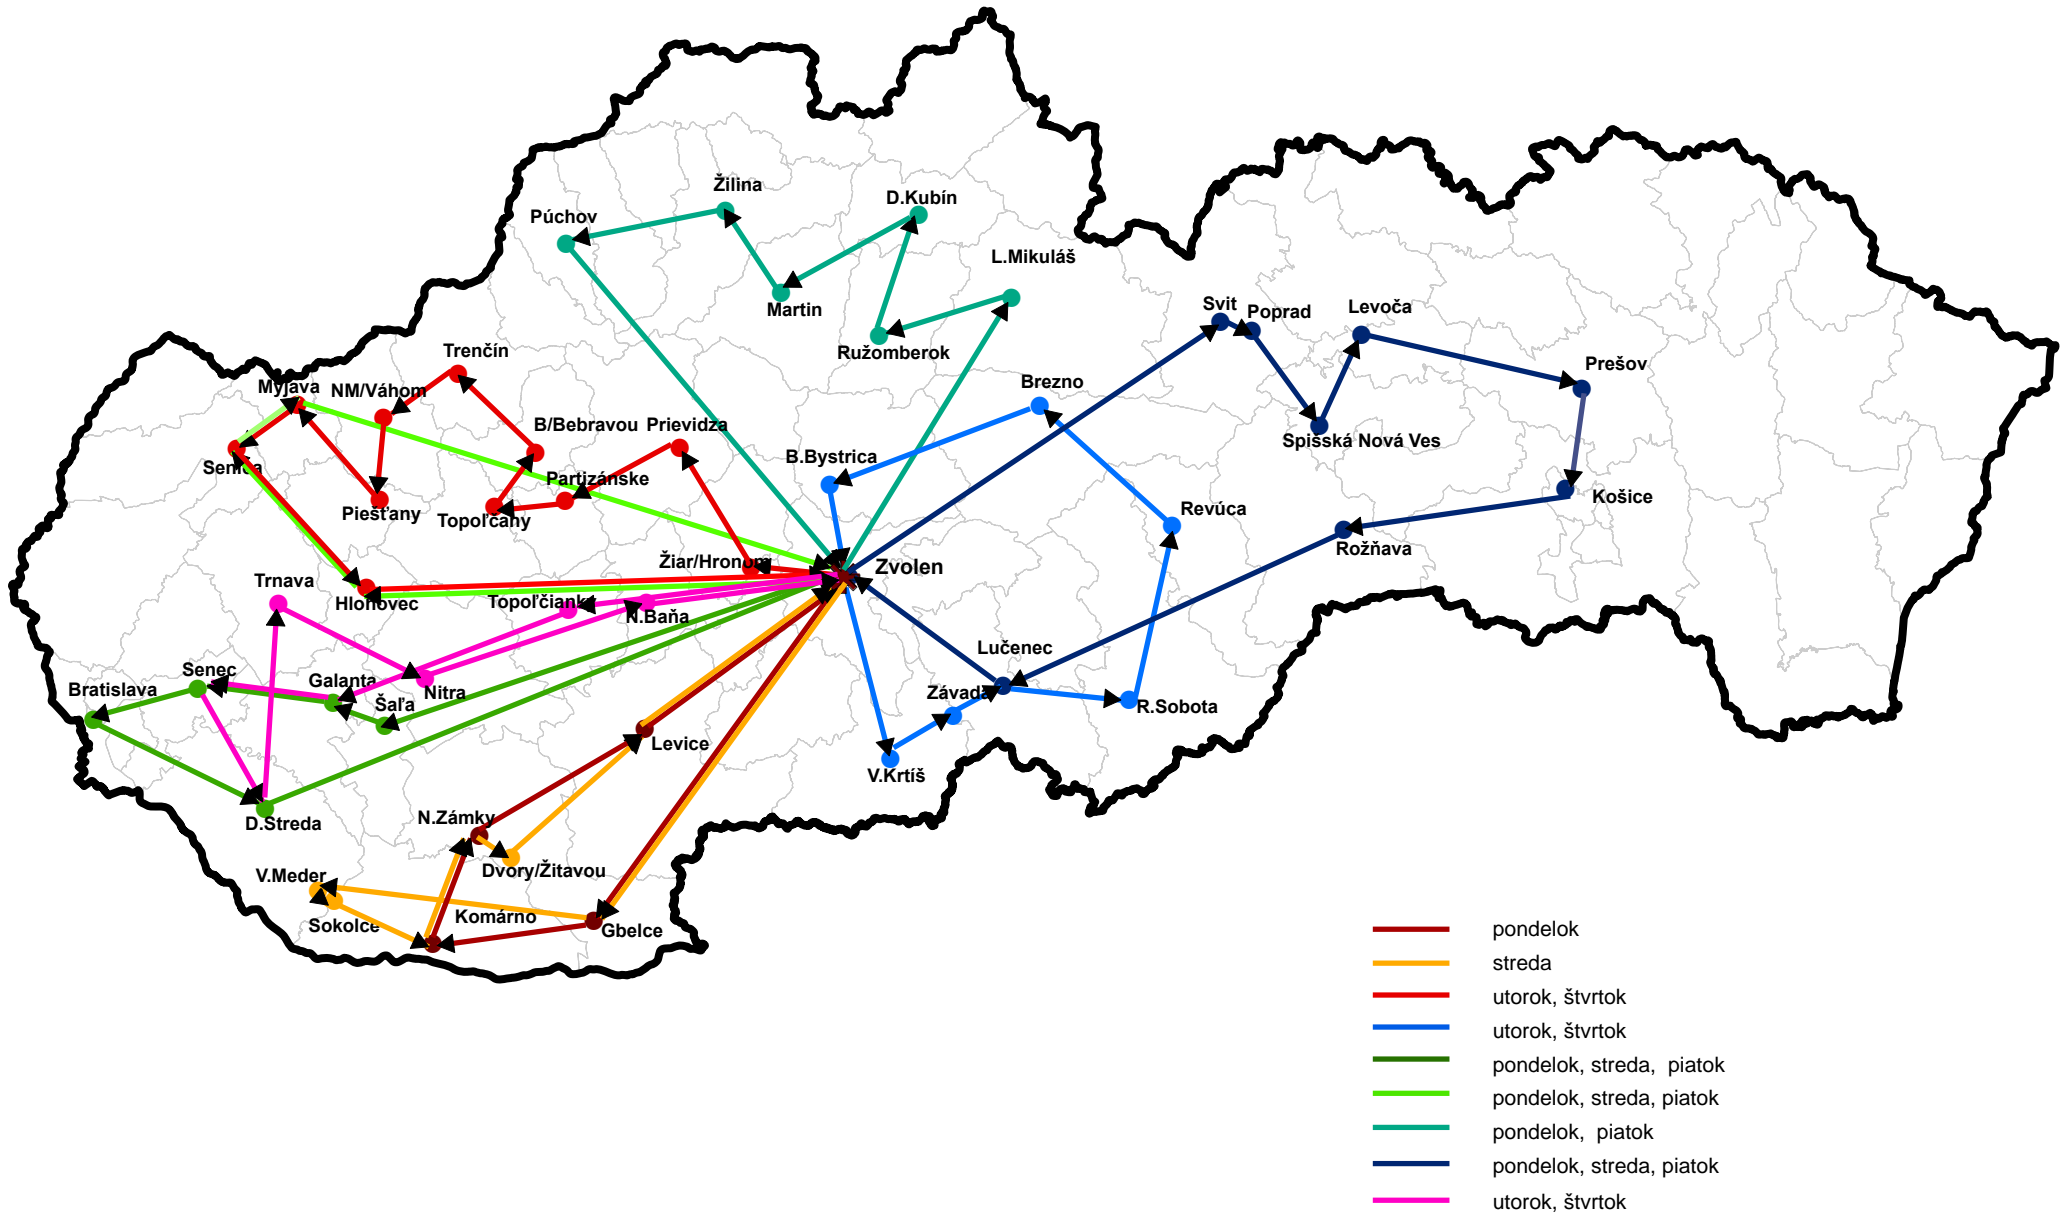 Žilina
D.Kubín
Púchov
L.Mikuláš
Martin
Svit
Poprad
Levoča
Ružomberok
Trenčín
Prešov
Myjava
NM/Váhom
Brezno
B/Bebravou
Prievidza
Spišská Nová Ves
B.Bystrica
Senica
Partizánske
Košice
Piešťany
Topoľčany
Revúca
Rožňava
Žiar/Hronom
Zvolen
Trnava
Hlohovec
Topoľčianky
N.Baňa
Lučenec
Senec
Galanta
Nitra
Bratislava
Šaľa
Závada
R.Sobota
Levice
V.Krtíš
D.Streda
N.Zámky
Dvory/Žitavou
V.Meder
Sokolce
Komárno
Gbelce
pondelok
streda
utorok, štvrtok
utorok, štvrtok
pondelok, streda,  piatok
pondelok, streda, piatok
pondelok,  piatok
pondelok, streda, piatok
utorok, štvrtok